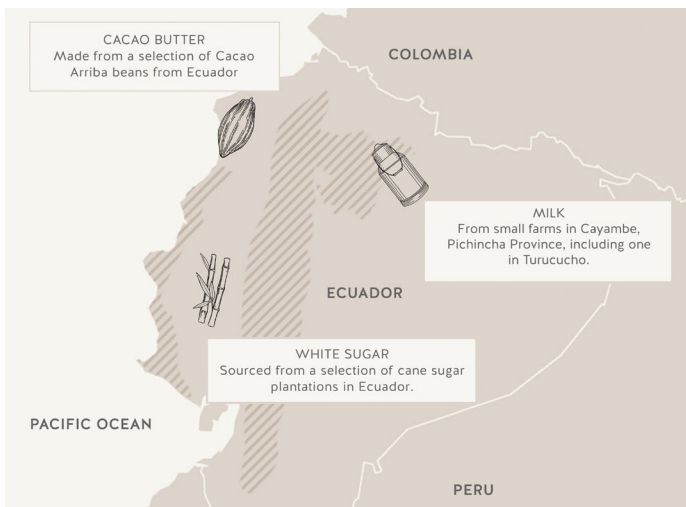 CACAO BUTTER
Made from a selection of Cacao
Arriba beans from Ecuador
COLOMBIA
MILK
From small farms in Cayambe,
Pichincha Province, including one
in Turucucho.
ECUADOR
WHITE SUGAR
Sourced from a selection of cane sugar
plantations in Ecuador.
PACIFIC OCEAN
PERU